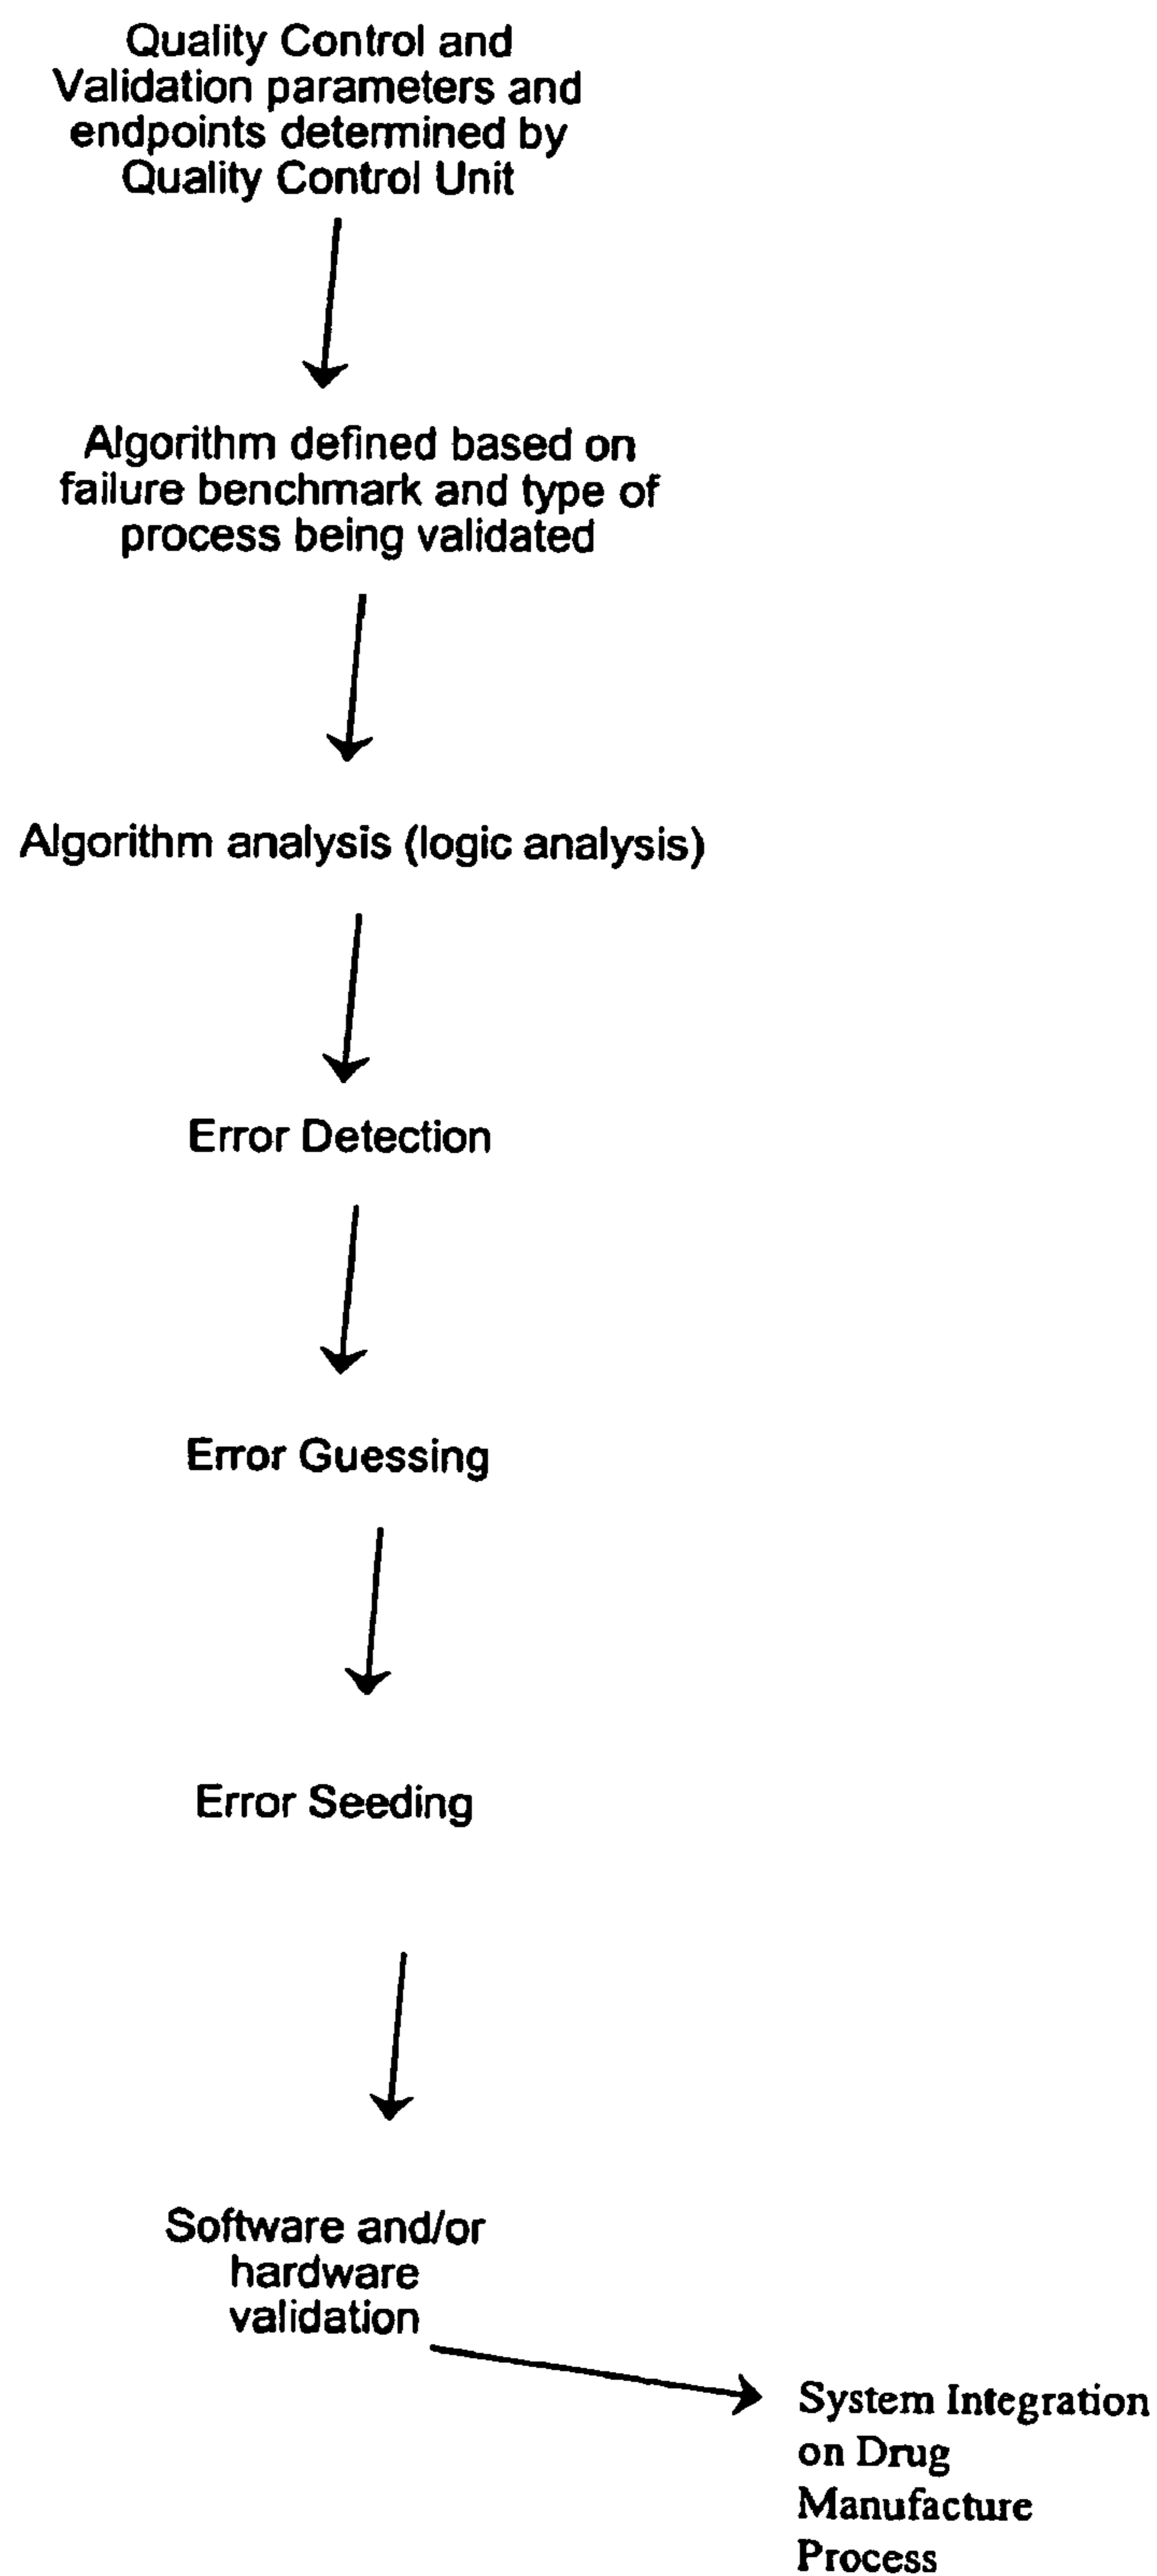 Quality Control and
Validation parameters and
endpoints determined by
Quality Control Unit
Algorithm defined based on
failure benchmark and type of
process being validated
Algorithm analysis (logic analysis)
Error Detection
Error Guessing
Error Seeding
Software and/or
hardware
validation
System Integration
on Drug
Manufacture
Process